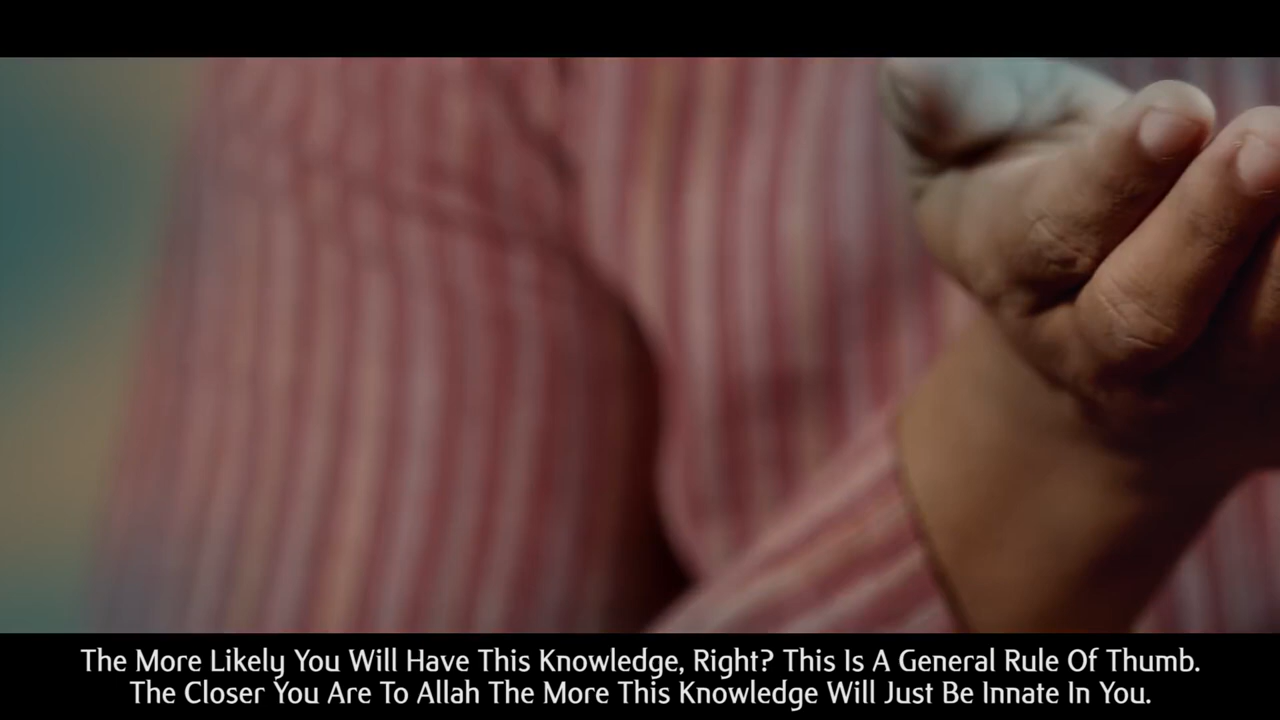 The More Likely You Will Have This Knowledge, Right? This Is A General Rule Of Thumb.
The Closer You Are To Allah The More This Knowledge Will Just Be Innate In You.